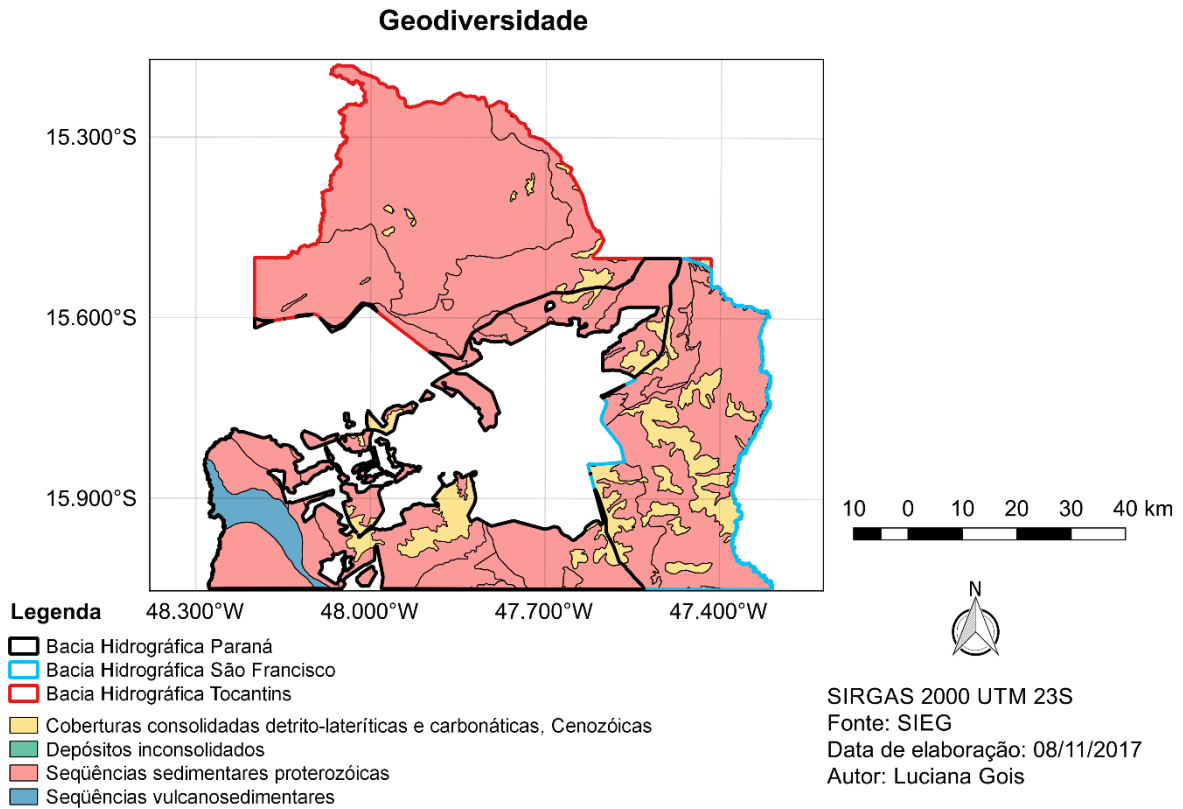 Geodiversidade
15.300°S
15.600°S
15.900°S
48.300°W 48.000°W 47.700°W 47.400°W
10 0 10 20 30 40 km
N
Legenda
Bacia Hidrográfica Paraná
Bacia Hidrográfica São Francisco
Bacia Hidrográfica Tocantins
Coberturas consolidadas detrito-lateríticas e carbonáticas, Cenozóicas
Depósitos inconsolidados
Seqüências sedimentares proterozóicas
Seqüências vulcanosedimentares
SIRGAS 2000 UTM 23S
Fonte: SIEG
Data de elaboração: 08/11/2017
Autor: Luciana Gois